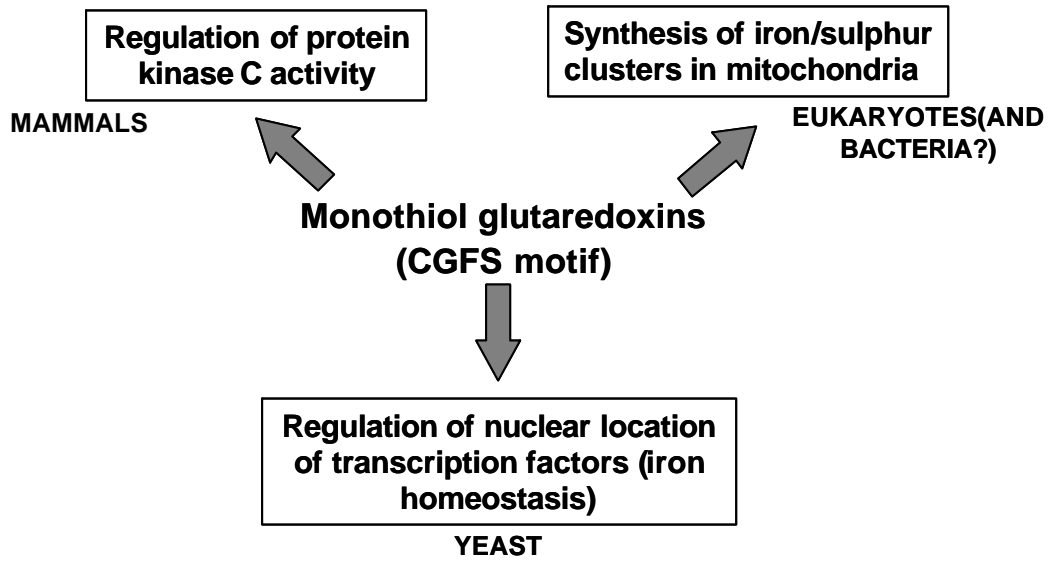 Regulation of protein
kinase C activity
MAMMALS
Synthesis of iron/sulphur
clusters in mitochondria
EUKARYOTES(AND
BACTERIA?)
Monothiol glutaredoxins
(CGFS motif)
Regulation of nuclear location
of transcription factors (iron
homeostasis)
YEAST